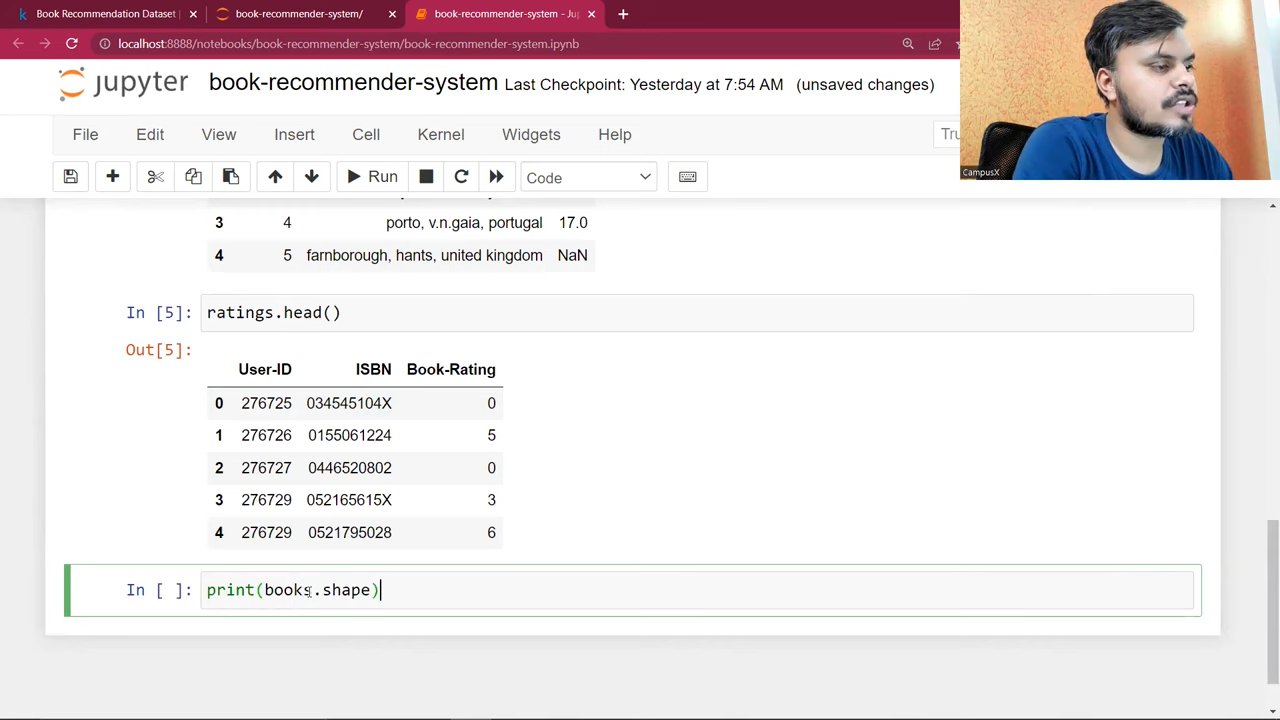 Book Recommendation Dataset
book-recommender-system/
book-recommender-system - Ju
localhost:8888/notebooks/book-recommender-system/book-recommender-system.ipynb
jupyter book-recommender-system Last Checkpoint: Yesterday at 7:54 AM (unsaved changes)
CampusX
File Edit View Insert Cell Kernel Widgets Help
Run Code
3 4 porto, v.n.gaia, portugal 17.0
4 5 farnborough, hants, united kingdom NaN
In [5]: ratings.head()
Out[5]:
User-ID ISBN Book-Rating
0 276725 034545104X 0
1 276726 0155061224 5
2 276727 0446520802 0
3 276729 052165615X 3
4 276729 0521795028 6
In [ ]: print(books.shape)